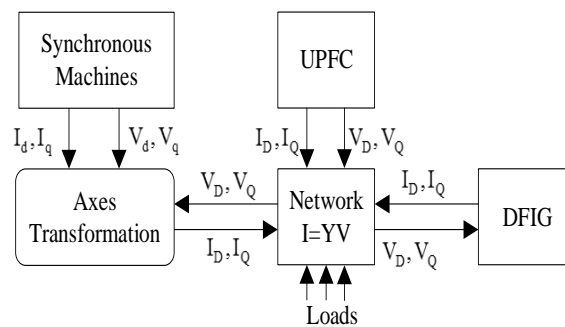 Synchronous
Machines
UPFC
I_d,I_q
V_d,V_q
I_D,I_Q
V_D,V_Q
Axes
Transformation
V_D,V_Q
I_D,I_Q
Network
I=YV
I_D,I_Q
V_D,V_Q
DFIG
Loads